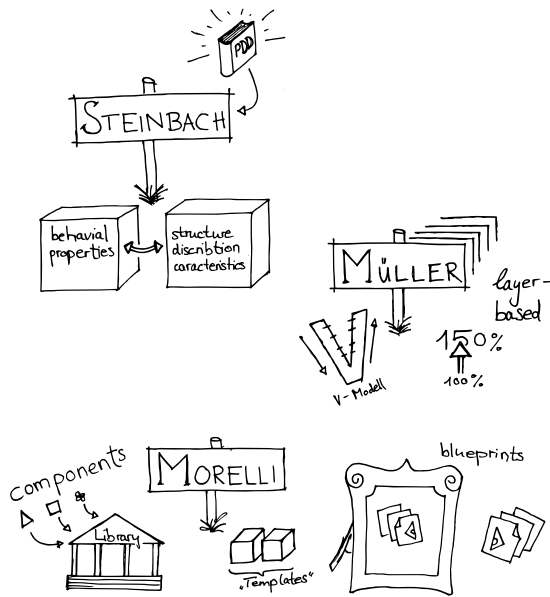 PDD
STEINBACH
behavial
properties
structure
discribtion
caracteristics
MÜLLER
layer-
based
150%
100%
V-Modell
MORELLI
components
Library
"Templates"
blueprints